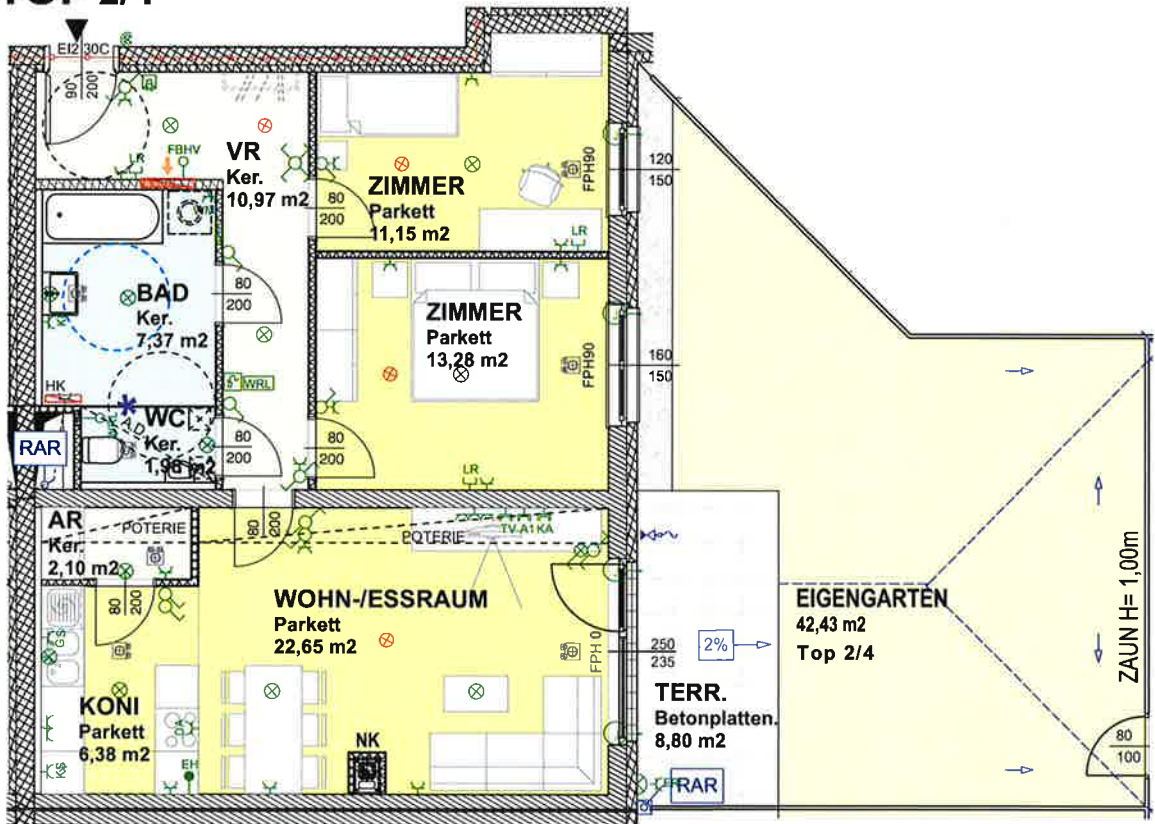 EI2 30C
90
200
FBHV
LR
VR
Ker.
10,97 m2
80
200
ZIMMER
Parkett
11,15 m2
LR
FPH90
120
150
BAD
Ker.
7,37 m2
80
200
HK
WRL
ZIMMER
Parkett
13,28 m2
FPH90
160
150
RAR
WC
Ker.
1,98 m2
80
200
80
200
LR
AR
Ker.
2,10 m2
POTERIE
80
200
80
200
POTERIE
TV-A1KA
WOHN-/ESSRAUM
Parkett
22,65 m2
FPH 0
250
235
GS
KONI
Parkett
6,38 m2
KS
DA
EH
NK
TERR.
Betonplatten.
8,80 m2
2%
RAR
EIGENGARTEN
42,43 m2
Top 2/4
ZAUN H= 1,00m
80
100